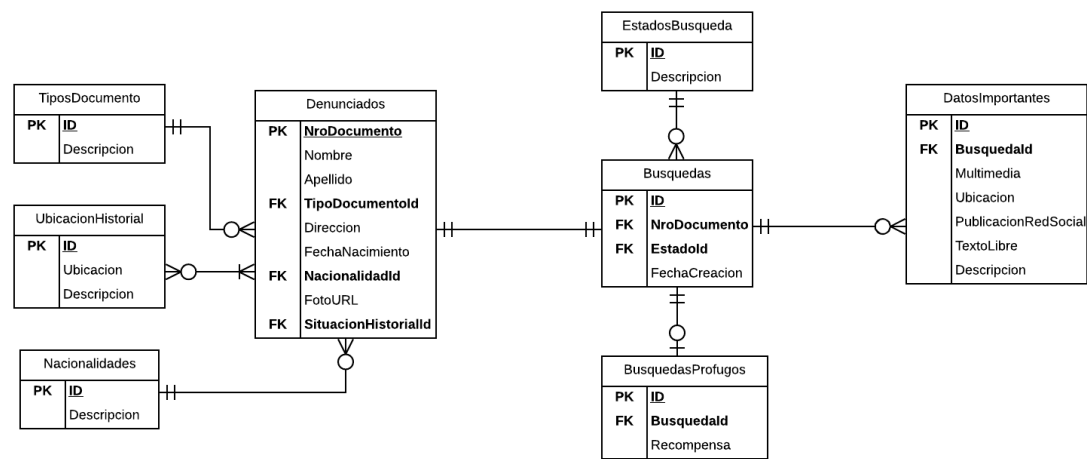 TiposDocumento
PK ID
Descripcion
UbicacionHistorial
PK ID
Ubicacion
Descripcion
Nacionalidades
PK ID
Descripcion
Denunciados
PK NroDocumento
Nombre
Apellido
FK TipoDocumentoId
Direccion
FechaNacimiento
FK NacionalidadId
FotoURL
FK SituacionHistorialId
EstadosBusqueda
PK ID
Descripcion
Busquedas
PK ID
FK NroDocumento
FK EstadoId
FechaCreacion
BusquedasProfugos
PK ID
FK BusquedaId
Recompensa
DatosImportantes
PK ID
FK BusquedaId
Multimedia
Ubicacion
PublicacionRedSocial
TextoLibre
Descripcion